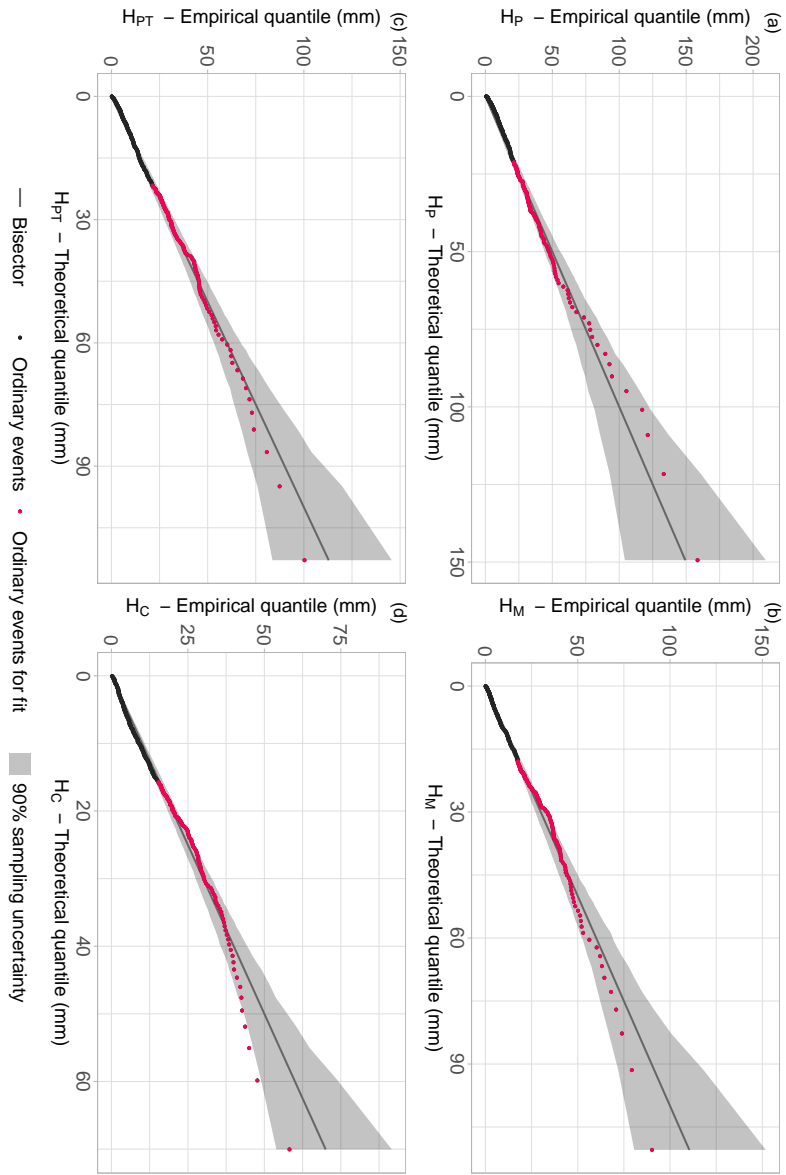 (a)
H_P – Empirical quantile (mm)
200
150
100
50
0
0
50
100
150
H_P – Theoretical quantile (mm)
(b)
H_M – Empirical quantile (mm)
150
100
50
0
0
30
60
90
H_M – Theoretical quantile (mm)
(c)
H_PT – Empirical quantile (mm)
150
100
50
0
0
30
60
90
H_PT – Theoretical quantile (mm)
(d)
H_C – Empirical quantile (mm)
75
50
25
0
0
20
40
60
H_C – Theoretical quantile (mm)
Bisector
Ordinary events
Ordinary events for fit
90% sampling uncertainty